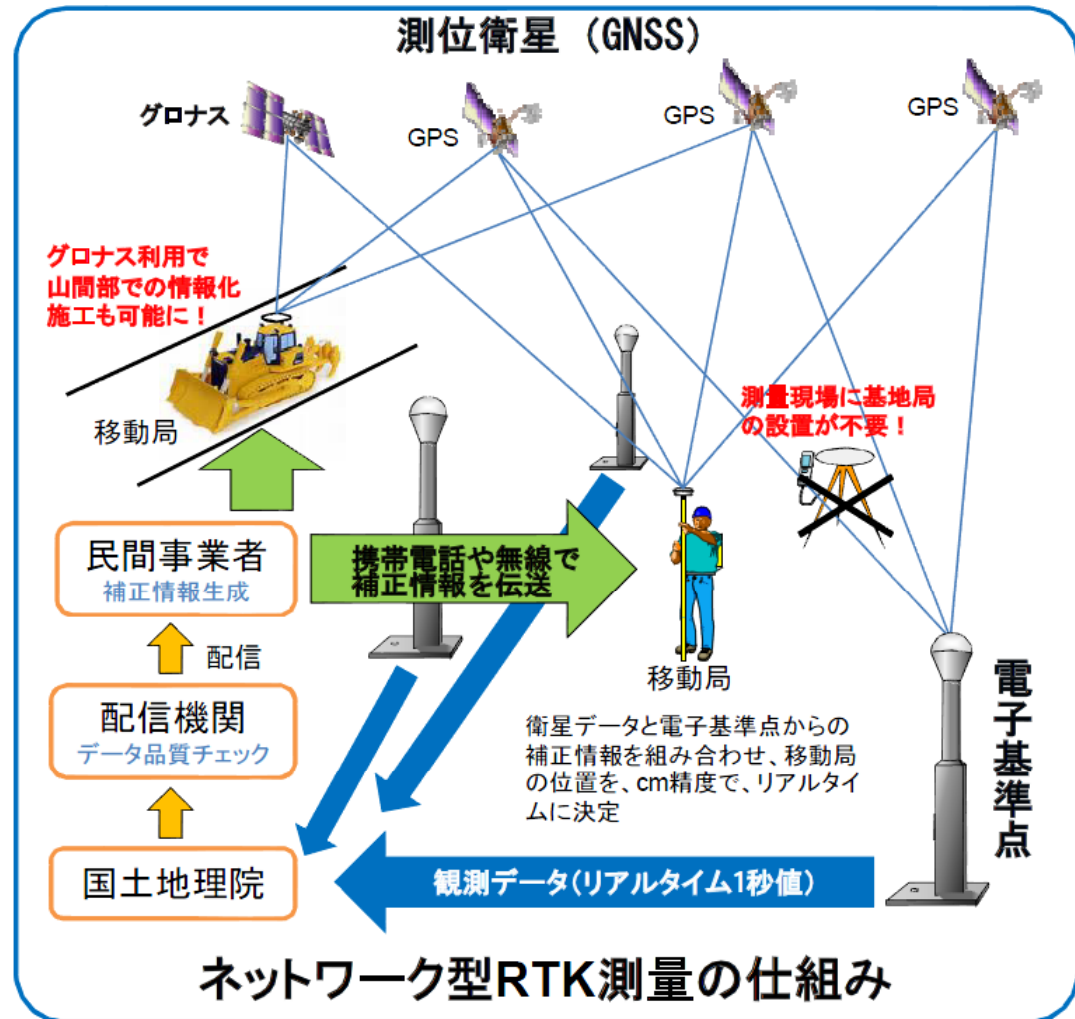 測位衛星（GNSS）
グロナス
GPS
GPS
GPS
グロナス利用で
山間部での情報化
施工も可能に！
移動局
測量現場に基地局
の設置が不要！
民間事業者
補正情報生成
携帯電話や無線で
補正情報を伝送
配信
移動局
配信機関
データ品質チェック
衛星データと電子基準点からの
補正情報を組み合わせ、移動局
の位置を、cm精度で、リアルタイ
ムに決定
電子基準点
国土地理院
観測データ（リアルタイム1秒値）
ネットワーク型RTK測量の仕組み